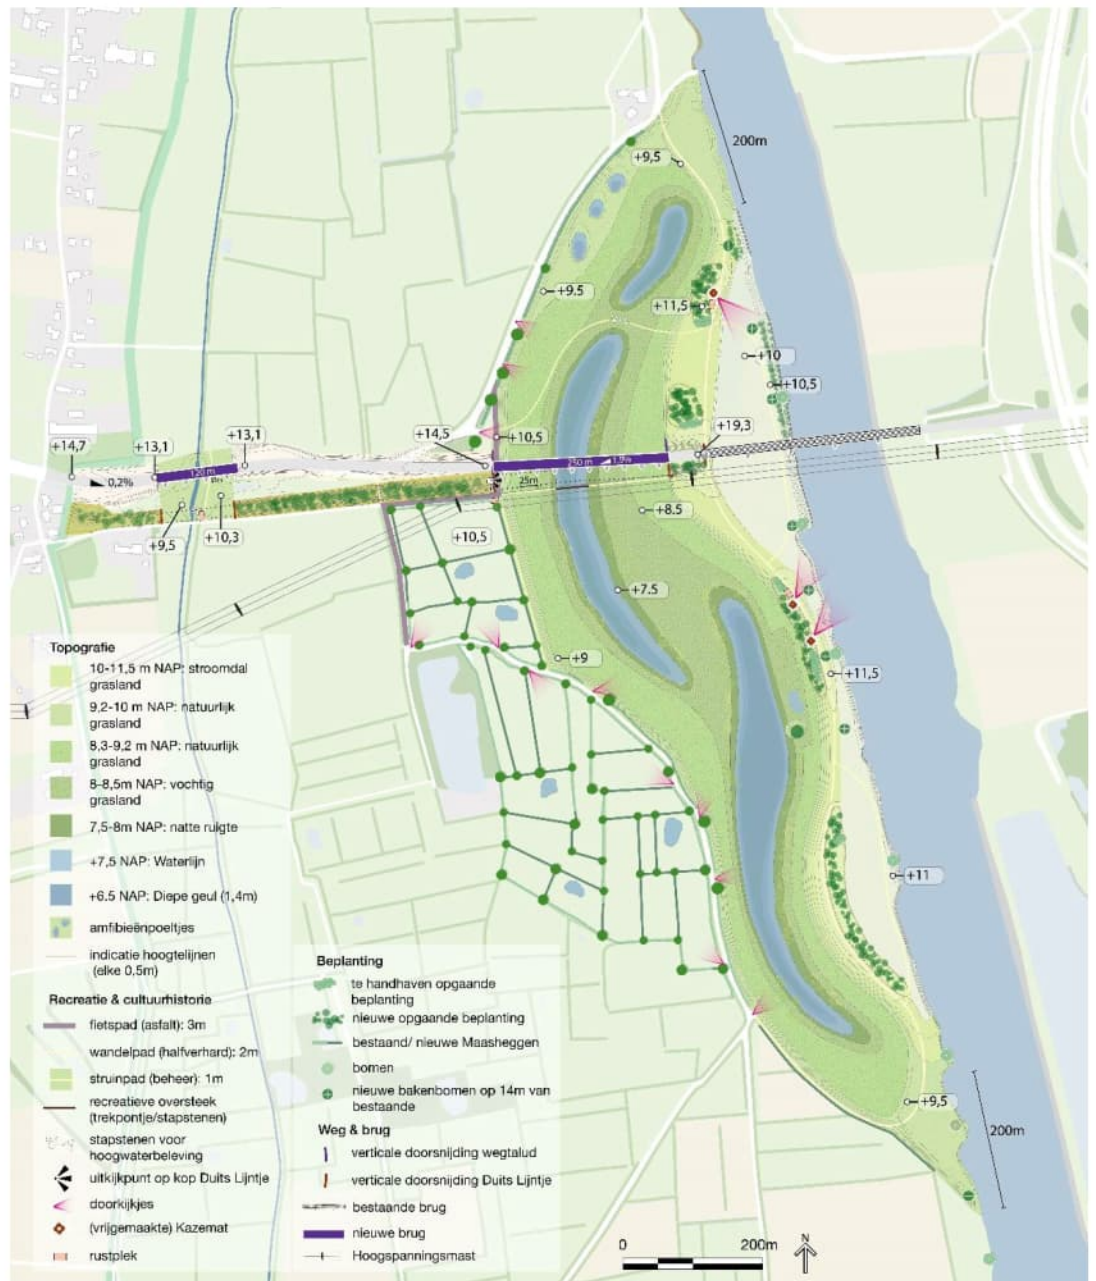 200m
+9,5
+9.5
+11,5
+10
+10,5
+19,3
+14,7
+13,1
+13,1
+14,5
+10,5
120 m
250 m
1,9%
0,2%
25m
8m
+9,5
+10,3
+10,5
+8.5
+7.5
+9
+11,5
+11
+9,5
200m
Topografie
10-11,5 m NAP: stroomdal
grasland
9,2-10 m NAP: natuurlijk
grasland
8,3-9,2 m NAP: natuurlijk
grasland
8-8,5m NAP: vochtig
grasland
7,5-8m NAP: natte ruigte
+7,5 NAP: Waterlijn
+6.5 NAP: Diepe geul (1,4m)
amfibieënpoeltjes
indicatie hoogtelijnen
(elke 0,5m)
Recreatie & cultuurhistorie
fietspad (asfalt): 3m
wandelpad (halfverhard): 2m
struinpad (beheer): 1m
recreatieve oversteek
(trekpontje/stapstenen)
stapstenen voor
hoogwaterbeleving
uitkijkpunt op kop Duits Lijntje
doorkijkjes
(vrijgemaakte) Kazemat
rustplek
Beplanting
te handhaven opgaande
beplanting
nieuwe opgaande beplanting
bestaand/ nieuwe Maasheggen
bomen
nieuwe bakenbomen op 14m van
bestaande
Weg & brug
verticale doorsnijding wegtalud
verticale doorsnijding Duits Lijntje
bestaande brug
nieuwe brug
Hoogspanningsmast
0 200m
N